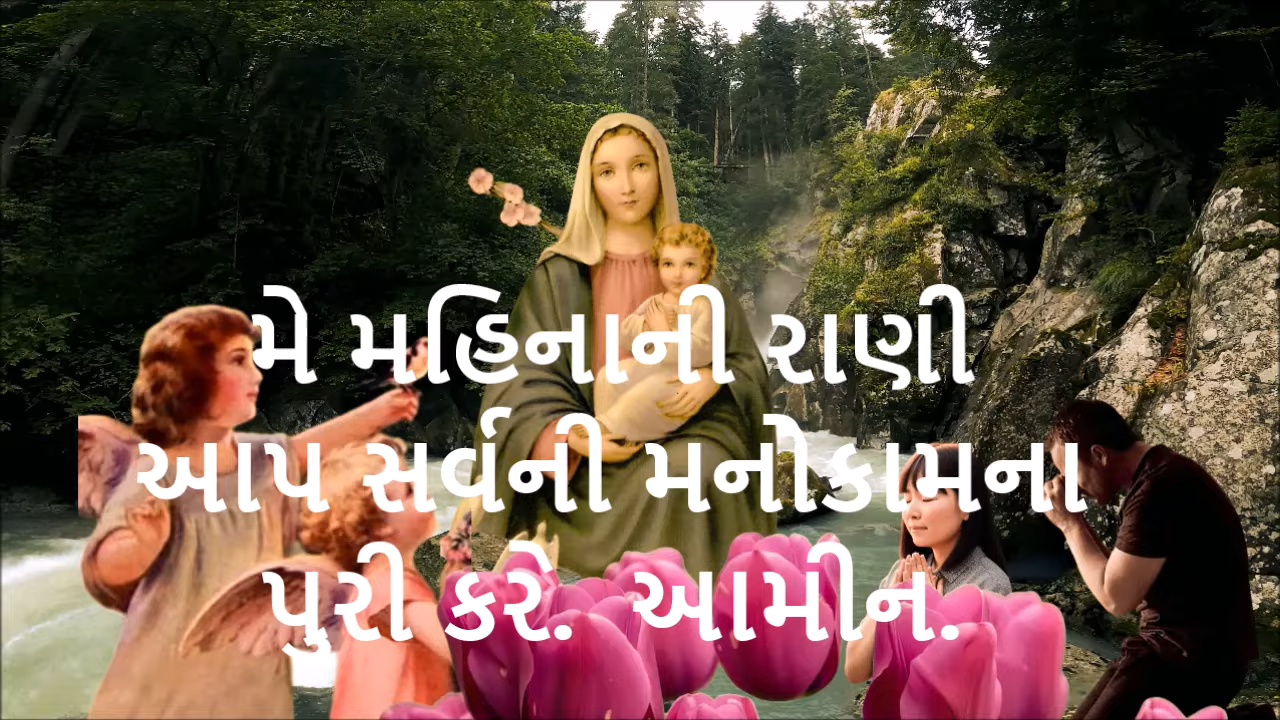 મે મહિનાની રાણી
આપ સર્વની મનોકામના
પુરી કરે. આમીન.